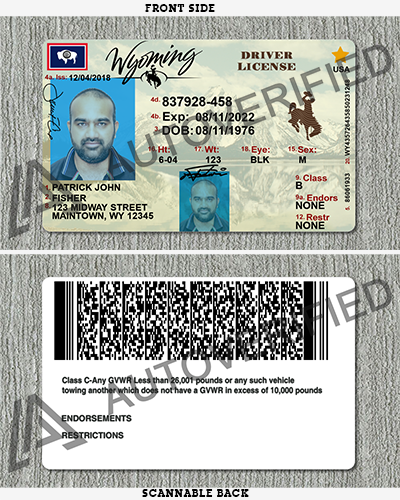 FRONT SIDE
Wyoming
DRIVER
LICENSE
USA
4a. Iss: 12/04/2018
4d. 837928-458
4b. Exp: 08/11/2022
3. DOB: 08/11/1976
16. Ht: 17. Wt: 18. Eye: 15. Sex:
6-04 123 BLK M
1. PATRICK JOHN
2. FISHER
123 MIDWAY STREET
MAINTOWN, WY 12345
9. Class
B
9a. Endors
NONE
12. Restr
NONE
5. 86061933
AUTOVERIFIED
Class C-Any GVWR Less than 26,001 pounds or any such vehicle
towing another which does not have a GVWR in excess of 10,000 pounds
ENDORSEMENTS
RESTRICTIONS
AUTOVERIFIED
SCANNABLE BACK